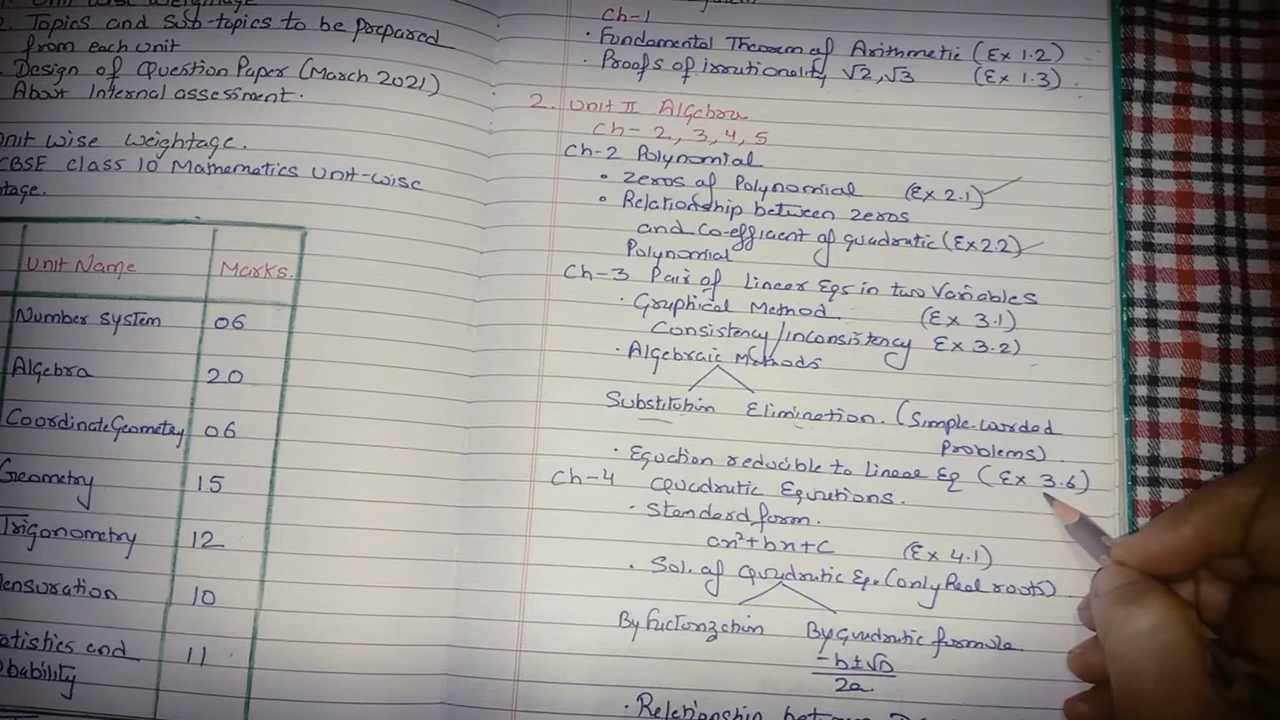 2. Topics and Sub-topics to be prepared
from each unit
Design of Question Paper (March 2021)
About Internal assessment.
Unit wise weightage.
CBSE class 10 Mathematics Unit-wise
tage.
Unit Name Marks.
Number System 06
Algebra 20
Coordinate Geometry 06
Geometry 15
Trigonometry 12
Mensuration 10
atistics and
obability 11
Ch-1
• Fundamental Theorem of Arithmetic (Ex 1.2)
• Proofs of irrationality √2, √3 (Ex 1.3)
2. Unit II Algebra
Ch- 2, 3, 4, 5
Ch-2 Polynomial
• Zeros of Polynomial (Ex 2.1)
• Relationship between zeros
and co-efficient of quadratic (Ex 2.2)
Polynomial
Ch-3 Pair of Linear Eqs in two Variables
• Graphical Method (Ex 3.1)
Consistency/inconsistency Ex 3.2)
• Algebraic Methods
Substitution Elimination. (Simple worded
Problems)
• Equation reducible to linear Eq (Ex 3.6)
Ch-4 Quadratic Equations.
• Standard form.
ax²+bx+c (Ex 4.1)
• Sol. of Quadratic Eq. (only Real roots)
By Factorization By quadratic formula
-b±√D
2a
• Relationship between